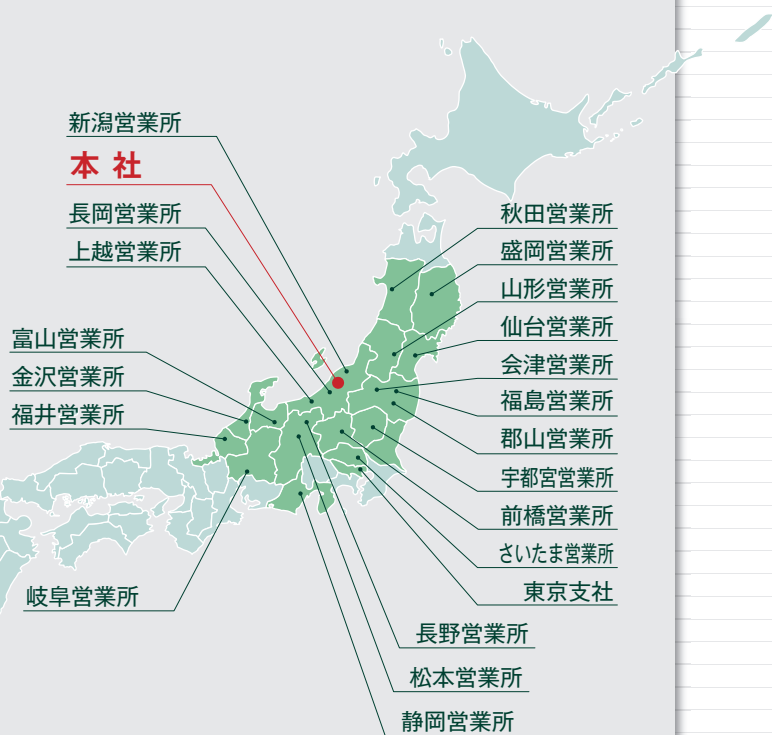 新潟営業所
本社
長岡営業所
上越営業所
富山営業所
金沢営業所
福井営業所
岐阜営業所
秋田営業所
盛岡営業所
山形営業所
仙台営業所
会津営業所
福島営業所
郡山営業所
宇都宮営業所
前橋営業所
さいたま営業所
東京支社
長野営業所
松本営業所
静岡営業所